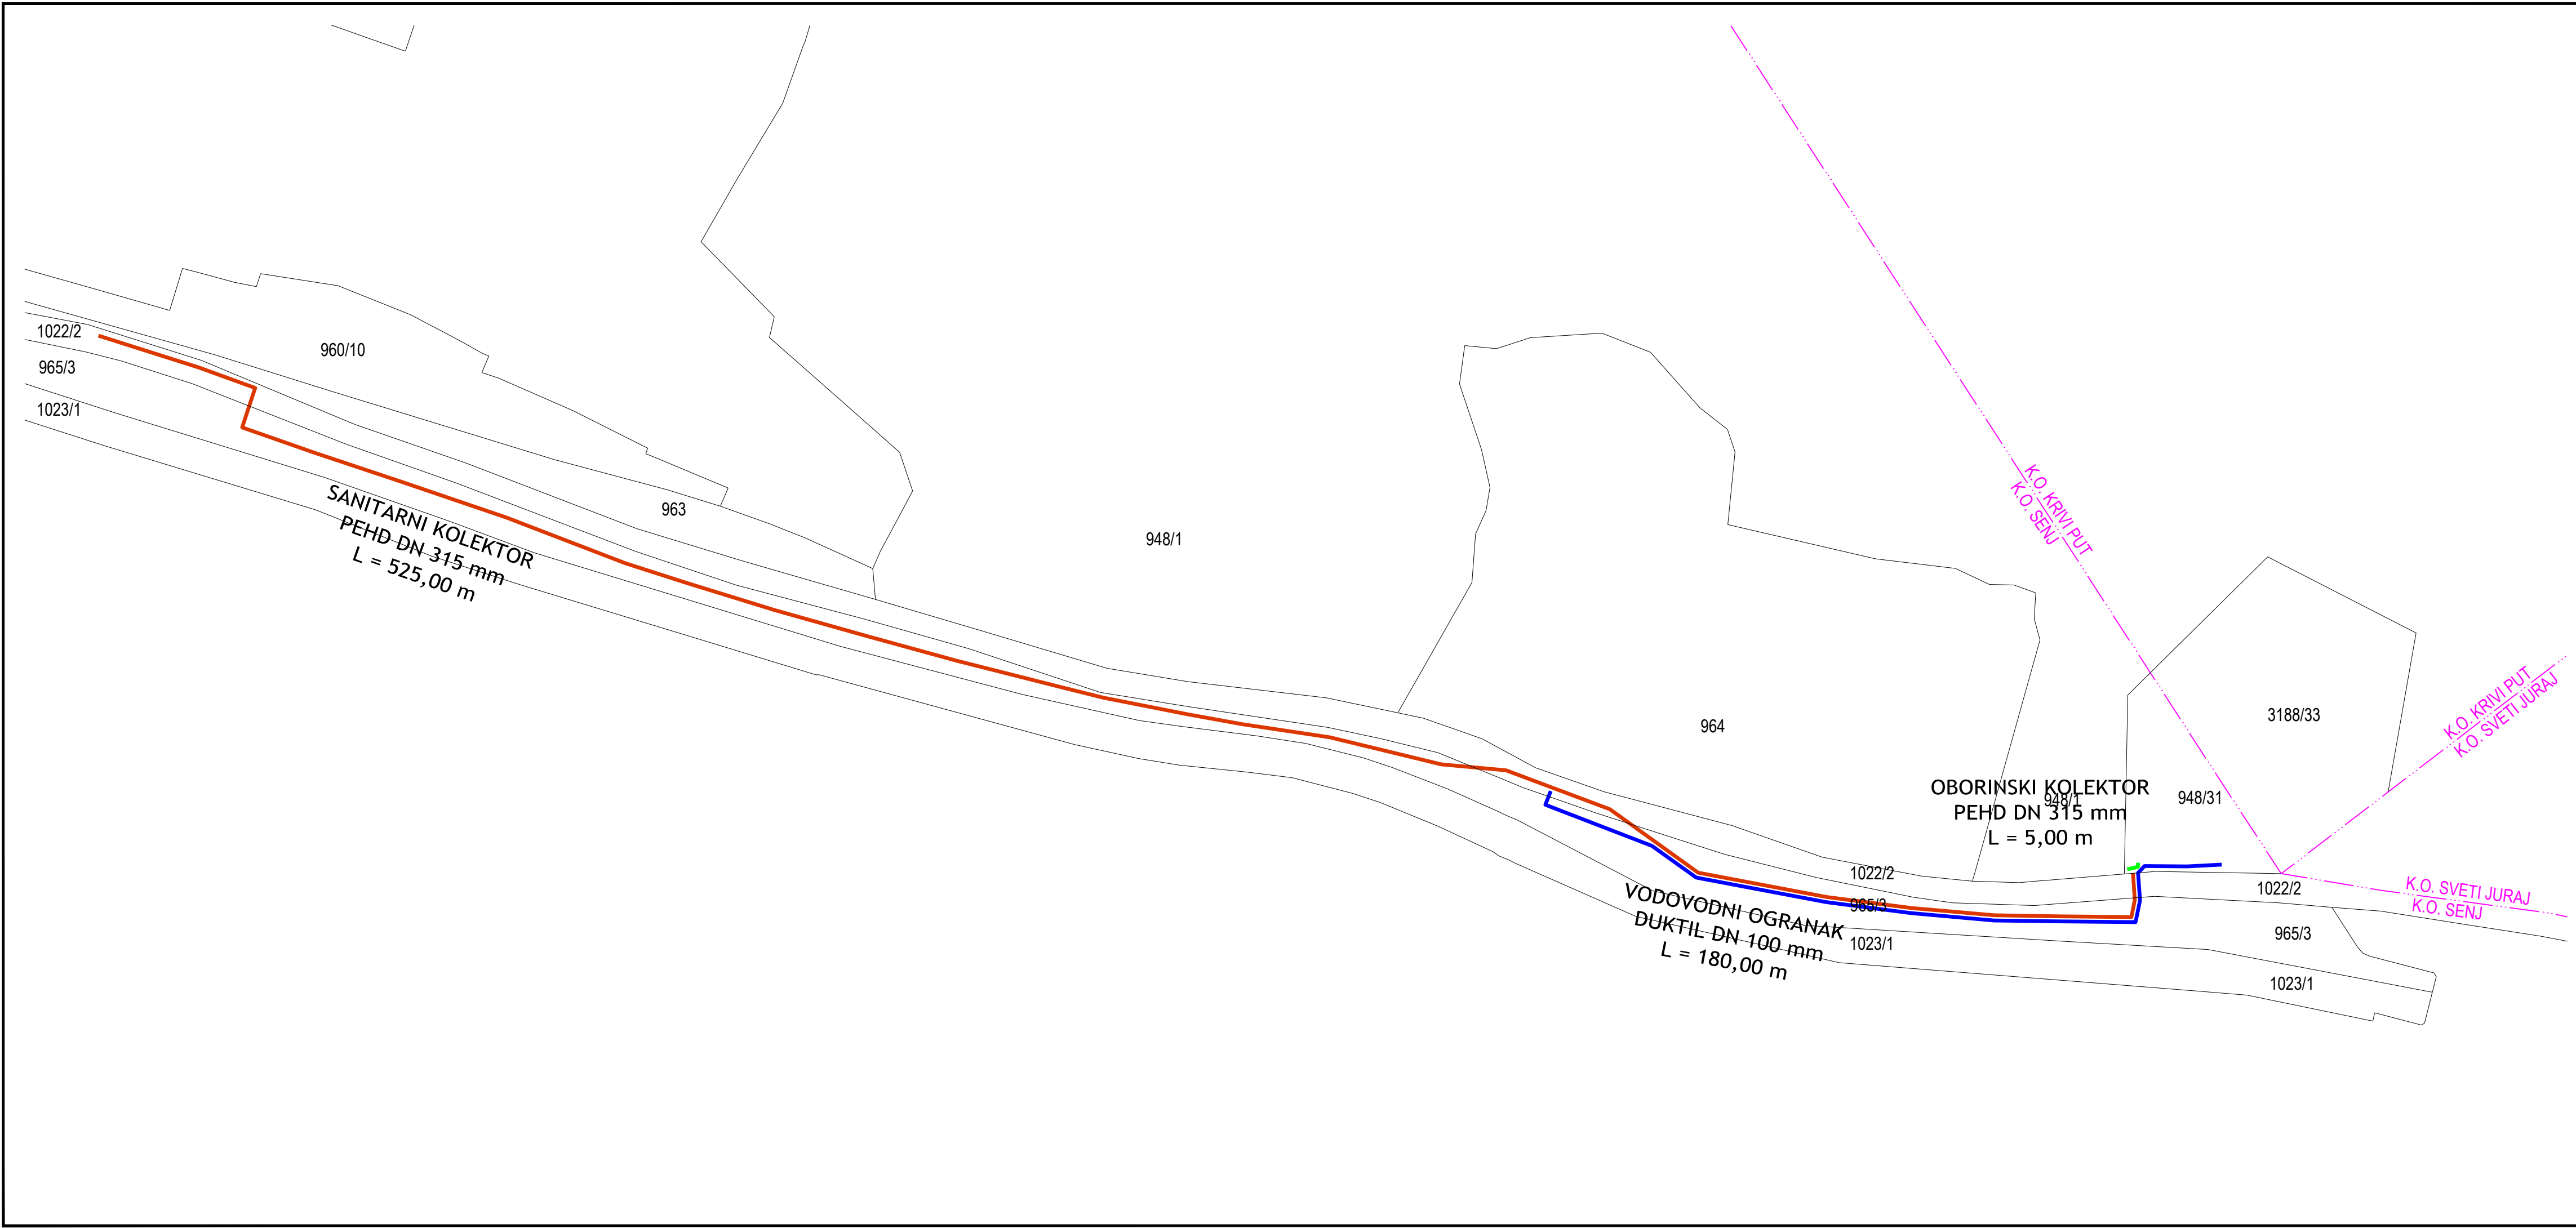 1022/2
965/3
1023/1
960/10
SANITARNI KOLEKTOR
PEHD DN 315 mm
L = 525,00 m
963
948/1
964
K.O. KRIVI PUT
K.O. SENJ
3188/33
K.O. KRIVI PUT
K.O. SVETI JURAJ
OBORINSKI KOLEKTOR
948/1
PEHD DN 315 mm
L = 5,00 m
948/31
1022/2
965/3
1023/1
VODOVODNI OGRANAK
DUKTIL DN 100 mm
L = 180,00 m
1022/2
K.O. SVETI JURAJ
K.O. SENJ
965/3
1023/1